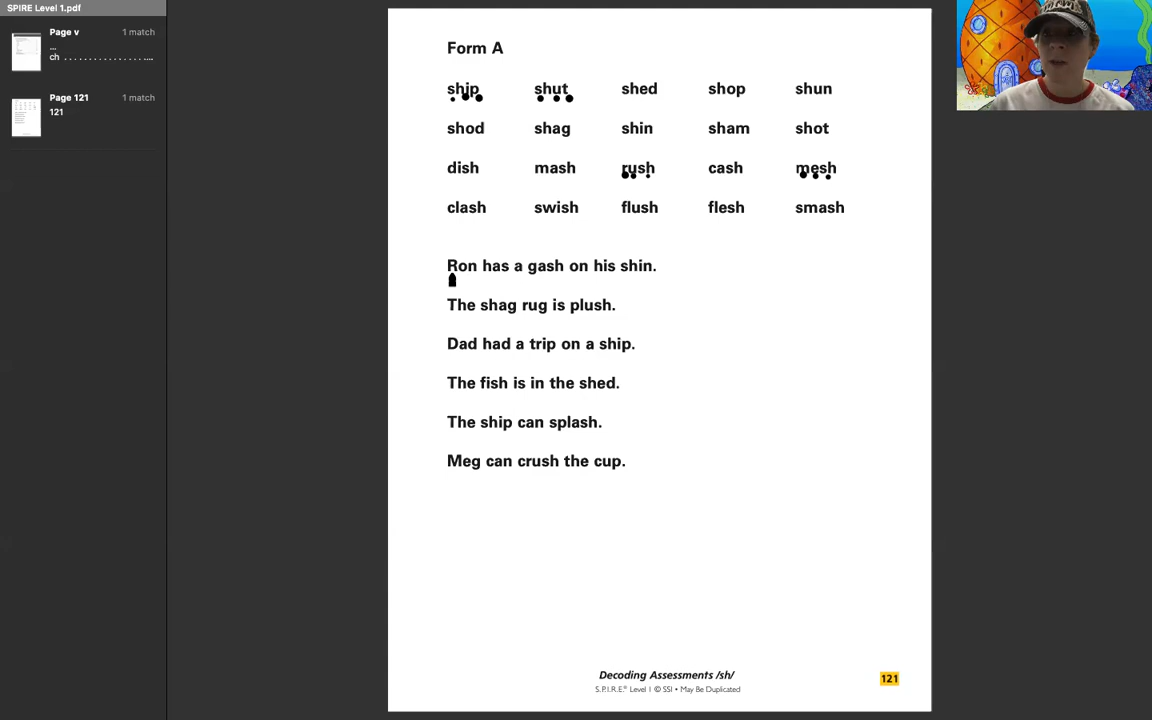 SPIRE Level 1.pdf
Page v 1 match
...
ch . . . . . . . . . . . . . . . ....
Page 121 1 match
121
Form A
ship shut shed shop shun
shod shag shin sham shot
dish mash rush cash mesh
clash swish flush flesh smash
Ron has a gash on his shin.
The shag rug is plush.
Dad had a trip on a ship.
The fish is in the shed.
The ship can splash.
Meg can crush the cup.
Decoding Assessments /sh/
S.P.I.R.E.® Level I © SSI • May Be Duplicated
121